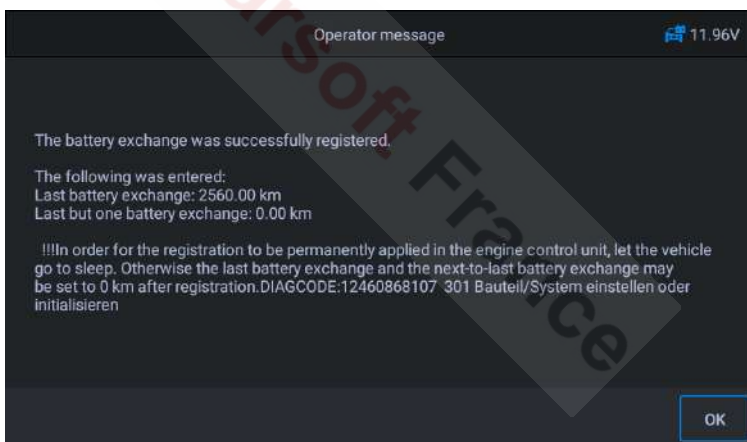 Operator message
11.96V
The battery exchange was successfully registered.
The following was entered:
Last battery exchange: 2560.00 km
Last but one battery exchange: 0.00 km
!!!In order for the registration to be permanently applied in the engine control unit, let the vehicle
go to sleep. Otherwise the last battery exchange and the next-to-last battery exchange may
be set to 0 km after registration.DIAGCODE:12460868107 301 Bauteil/System einstellen oder
initialisieren
OK
rsoft France